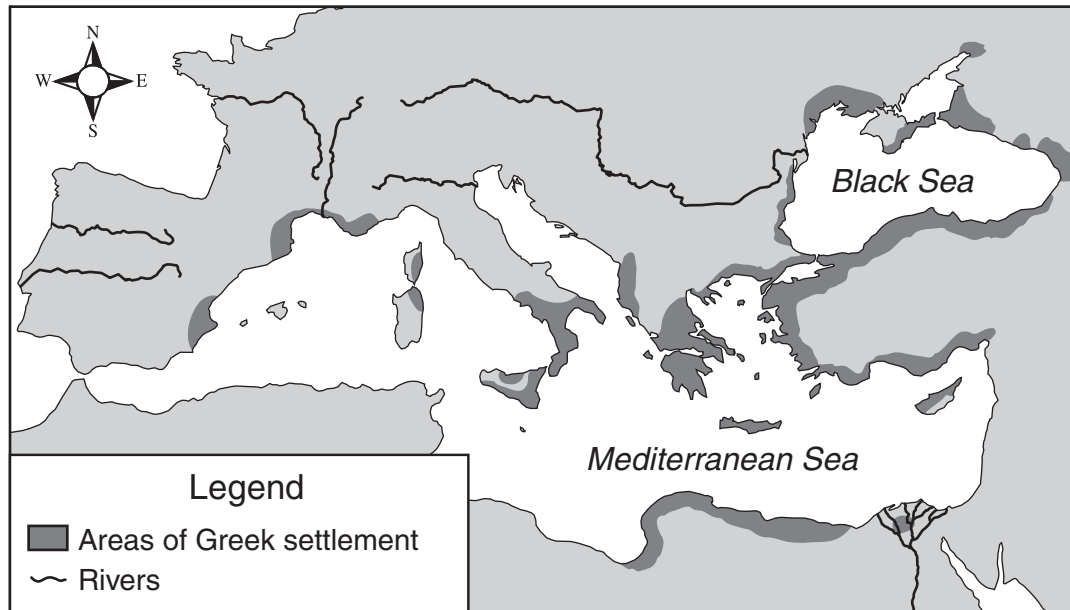 N
W E
S
Black Sea
Mediterranean Sea
Legend
Areas of Greek settlement
Rivers